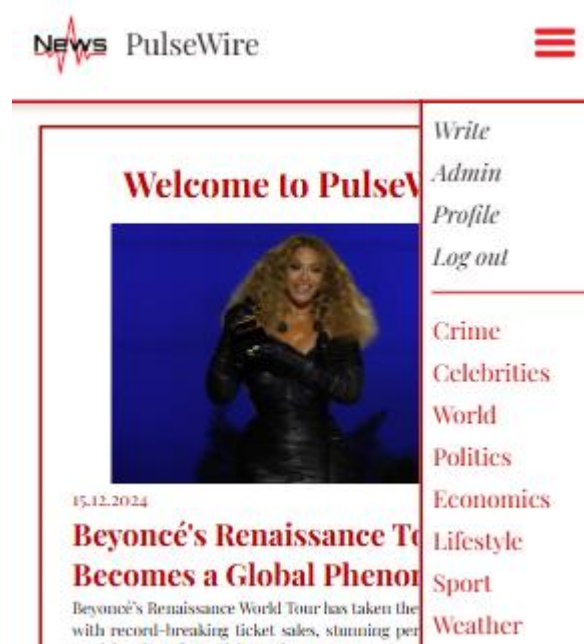 News PulseWire
Write
Admin
Profile
Log out
Crime
Celebrities
World
Politics
Economics
Lifestyle
Sport
Weather
Welcome to Pulse
15.12.2024
Beyoncé's Renaissance To
Becomes a Global Phenor
Beyoncé's Renaissance World Tour has taken the
with record-breaking ticket sales, stunning per